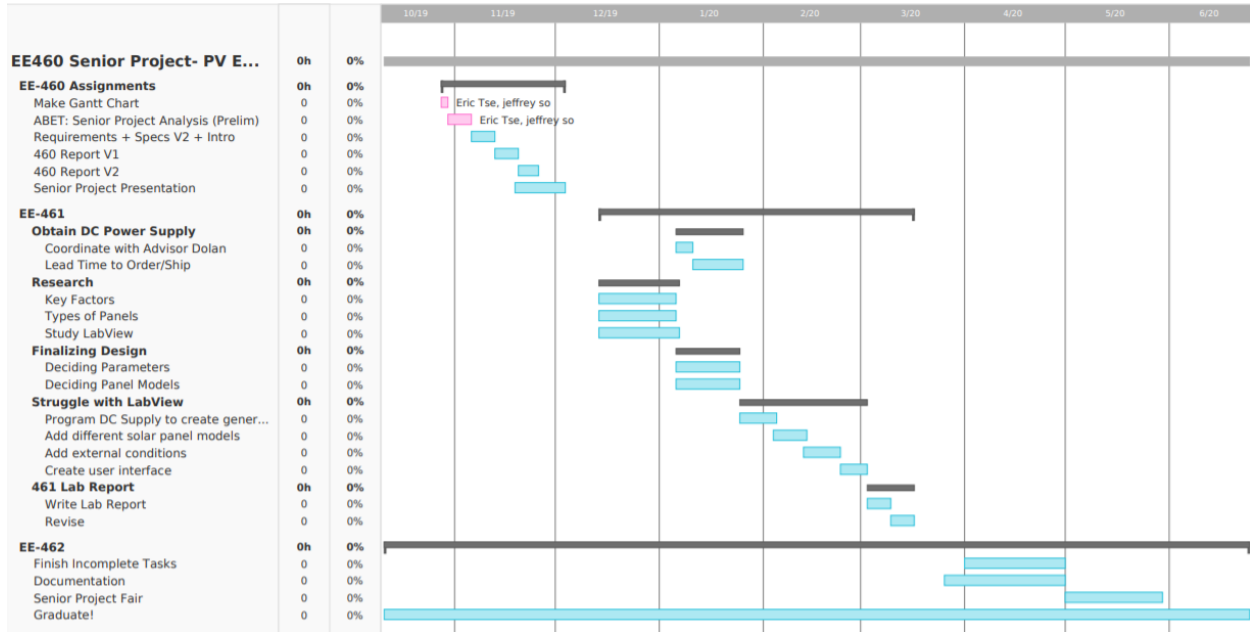 10/19 11/19 12/19 1/20 2/20 3/20 4/20 5/20 6/20
EE460 Senior Project- PV E... 0h 0%
EE-460 Assignments 0h 0%
Make Gantt Chart 0 0% Eric Tse, jeffrey so
ABET: Senior Project Analysis (Prelim) 0 0% Eric Tse, jeffrey so
Requirements + Specs V2 + Intro 0 0%
460 Report V1 0 0%
460 Report V2 0 0%
Senior Project Presentation 0 0%
EE-461 0h 0%
Obtain DC Power Supply 0h 0%
Coordinate with Advisor Dolan 0 0%
Lead Time to Order/Ship 0 0%
Research 0h 0%
Key Factors 0 0%
Types of Panels 0 0%
Study LabView 0 0%
Finalizing Design 0h 0%
Deciding Parameters 0 0%
Deciding Panel Models 0 0%
Struggle with LabView 0h 0%
Program DC Supply to create gener... 0 0%
Add different solar panel models 0 0%
Add external conditions 0 0%
Create user interface 0 0%
461 Lab Report 0h 0%
Write Lab Report 0 0%
Revise 0 0%
EE-462 0h 0%
Finish Incomplete Tasks 0 0%
Documentation 0 0%
Senior Project Fair 0 0%
Graduate! 0 0%